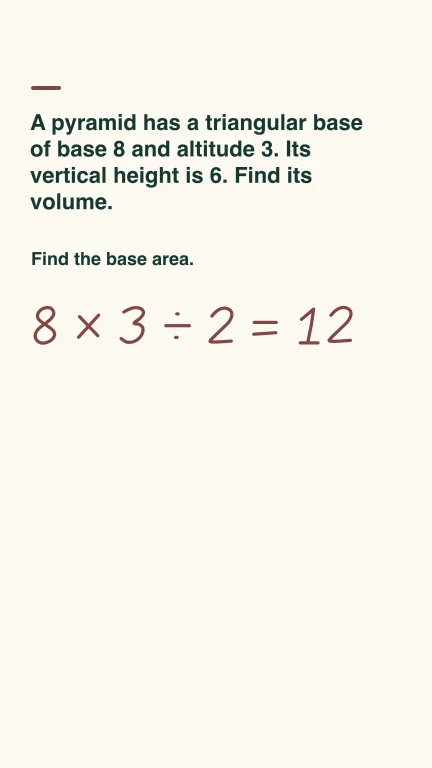 A pyramid has a triangular base
of base 8 and altitude 3. Its
vertical height is 6. Find its
volume.
Find the base area.
8 × 3 ÷ 2 = 12